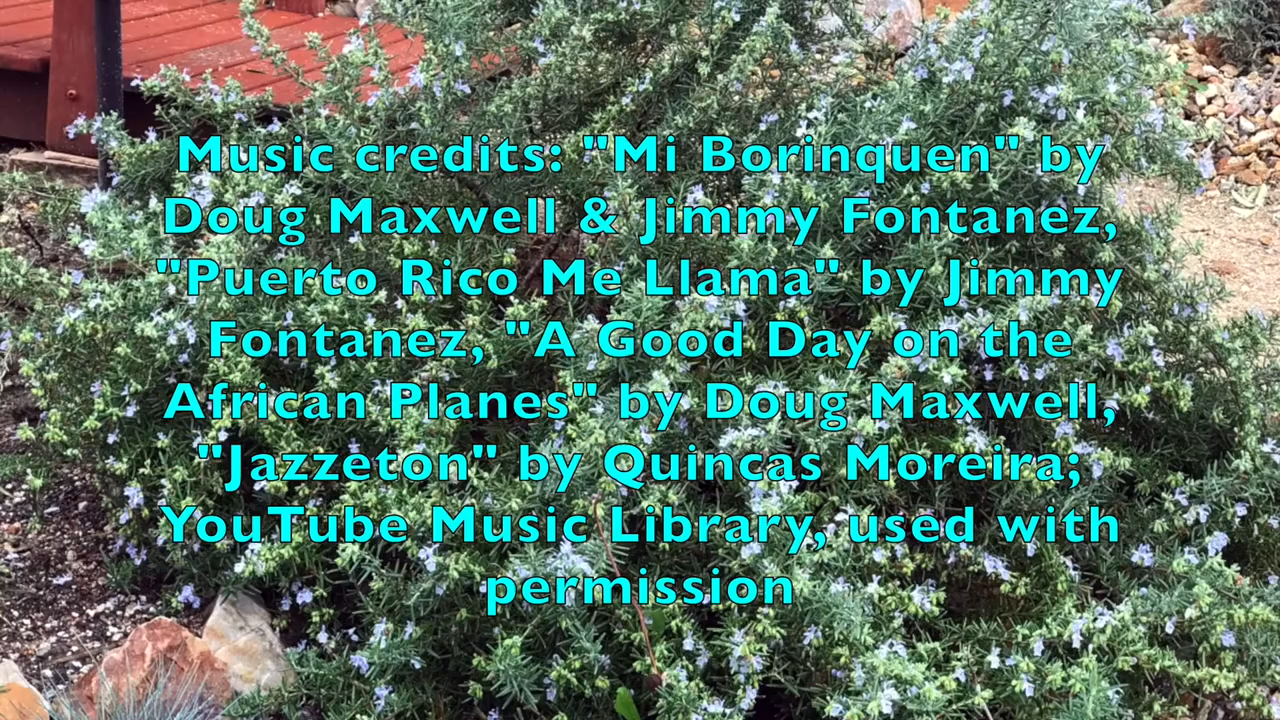 Music credits: "Mi Borinquen" by
Doug Maxwell & Jimmy Fontanez,
"Puerto Rico Me Llama" by Jimmy
Fontanez, "A Good Day on the
African Planes" by Doug Maxwell,
"Jazzeton" by Quincas Moreira;
YouTube Music Library, used with
permission